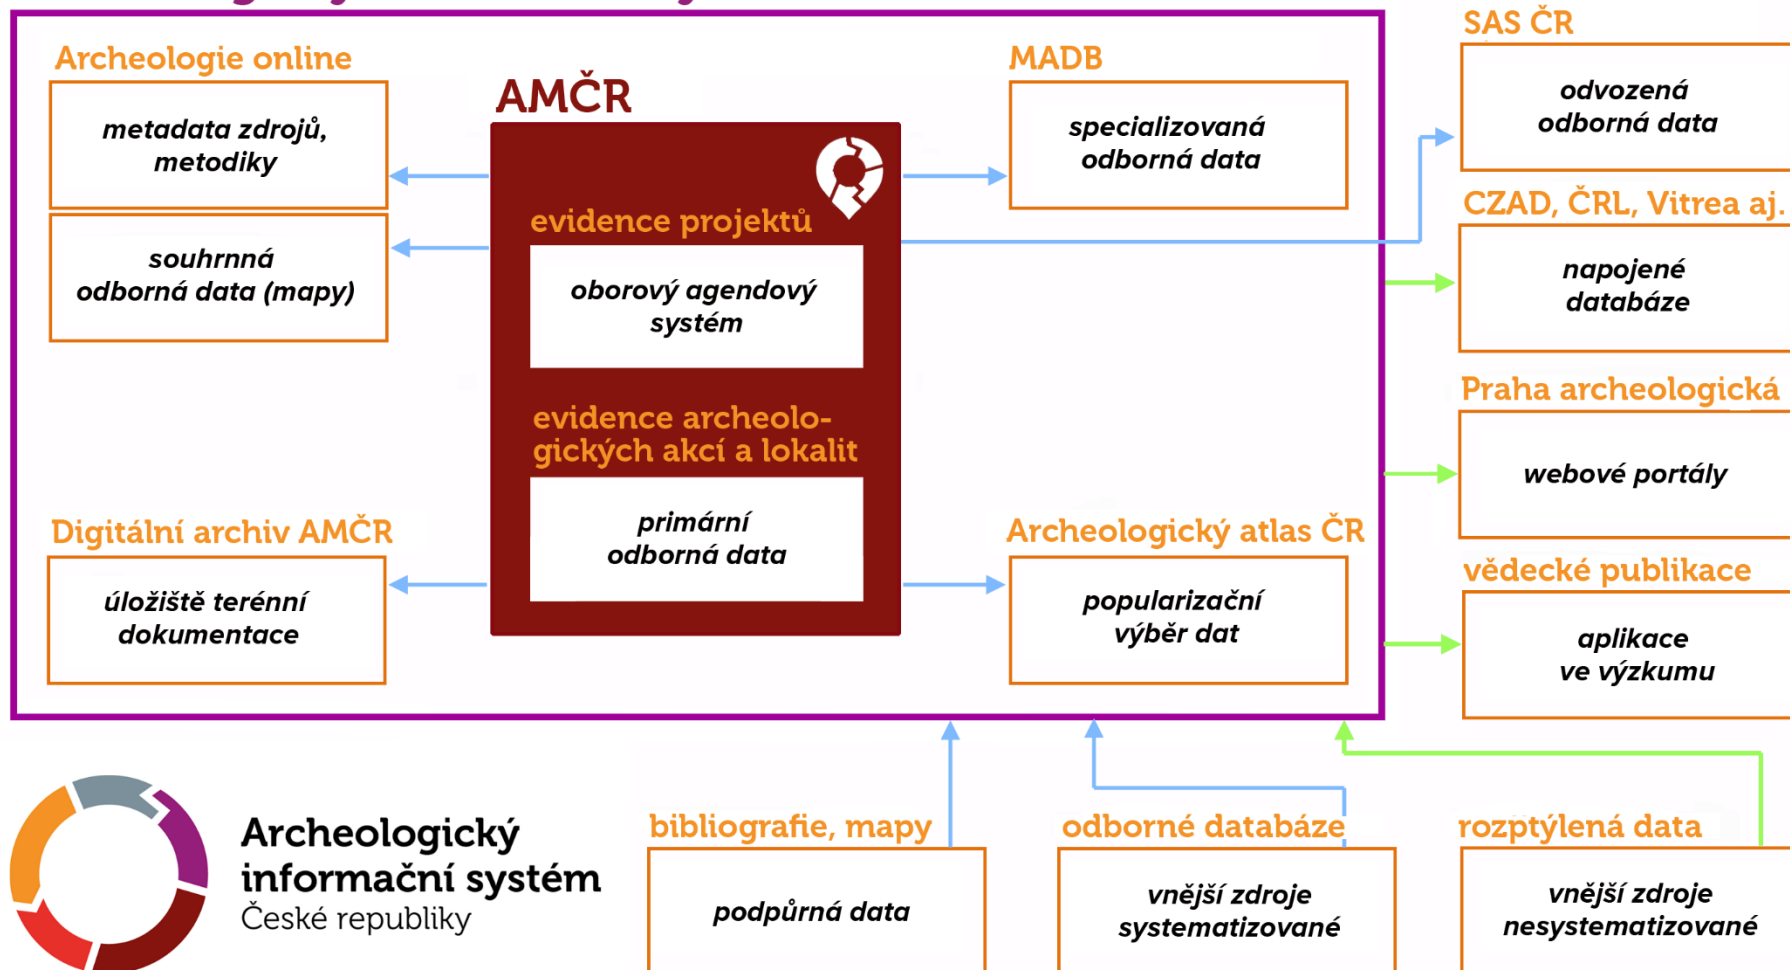 Archeologie online
metadata zdrojů,
metodiky
souhrnná
odborná data (mapy)
AMČR
evidence projektů
oborový agendový
systém
evidence archeolo-
gických akcí a lokalit
primární
odborná data
MADB
specializovaná
odborná data
Digitální archiv AMČR
úložiště terénní
dokumentace
Archeologický atlas ČR
popularizační
výběr dat
SAS ČR
odvozená
odborná data
CZAD, ČRL, Vitrea aj.
napojené
databáze
Praha archeologická
webové portály
vědecké publikace
aplikace
ve výzkumu
Archeologický
informační systém
České republiky
bibliografie, mapy
podpůrná data
odborné databáze
vnější zdroje
systematizované
rozptýlená data
vnější zdroje
nesystematizované